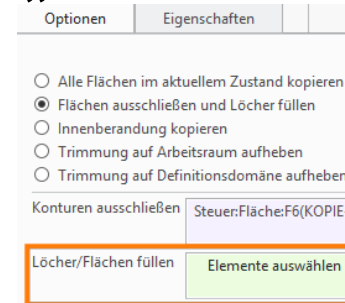 Optionen Eigenschaften
Alle Flächen im aktuellem Zustand kopieren
Flächen ausschließen und Löcher füllen
Innenberandung kopieren
Trimmung auf Arbeitsraum aufheben
Trimmung auf Definitionsdomäne aufheben
Konturen ausschließen Steuer:Fläche:F6(KOPIE
Löcher/Flächen füllen Elemente auswählen